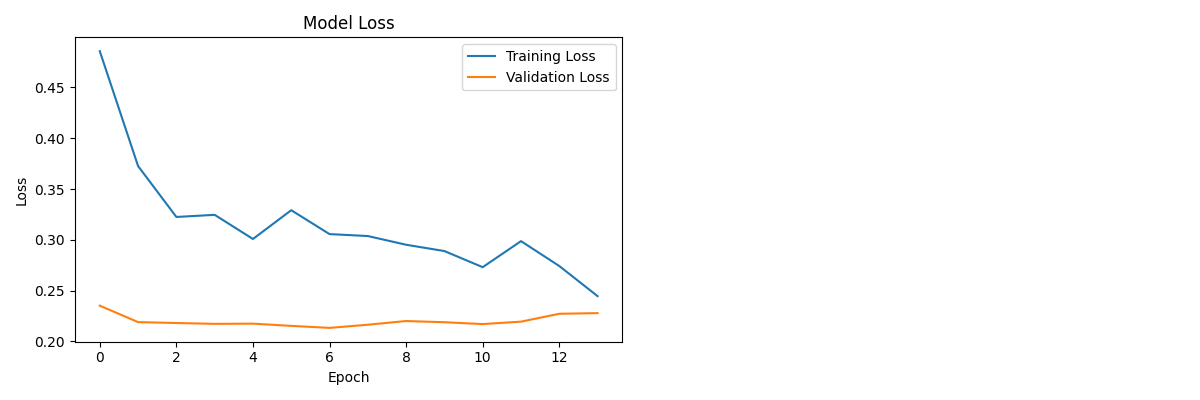 Model Loss
Training Loss
Validation Loss
0.45
0.40
0.35
0.30
0.25
0.20
Loss
0 2 4 6 8 10 12
Epoch